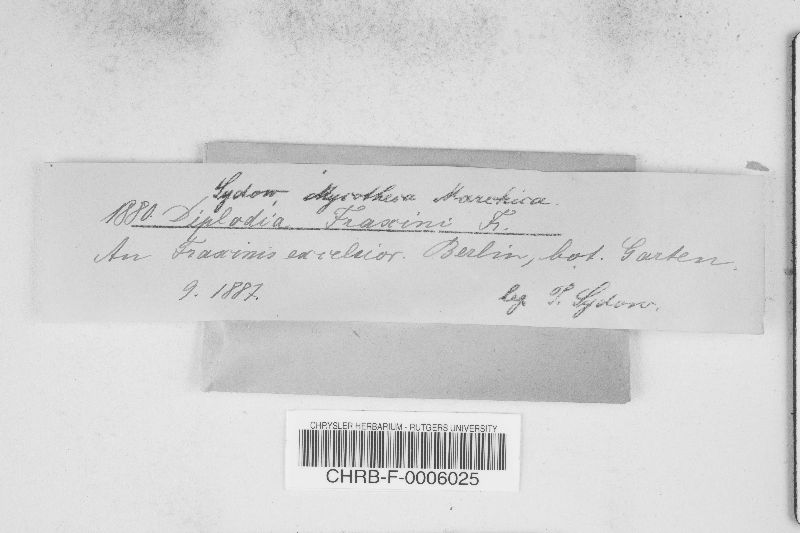 Sydow Mycotheca Marchica.
1880. Diplodia Fraxini Fr.
An Fraxinus excelsior. Berlin, bot. Garten.
9. 1887. leg. P. Sydow.
CHRYSLER HERBARIUM - RUTGERS UNIVERSITY
CHRB-F-0006025